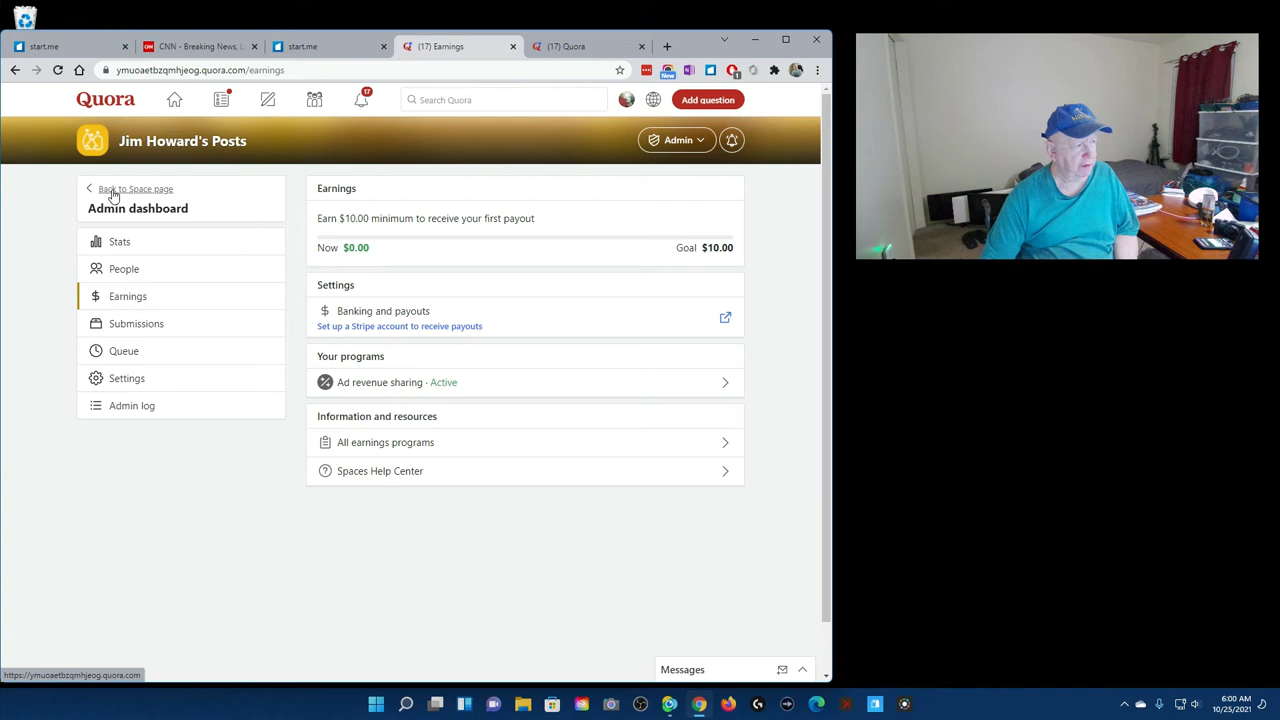 start.me
CNN - Breaking News, L
start.me
(17) Earnings
(17) Quora
ymuoaetbzqmhjeog.quora.com/earnings
New
1
Quora
17
Search Quora
Add question
Jim Howard's Posts
Admin
Back to Space page
Admin dashboard
Stats
People
Earnings
Submissions
Queue
Settings
Admin log
Earnings
Earn $10.00 minimum to receive your first payout
Now $0.00
Goal $10.00
Settings
Banking and payouts
Set up a Stripe account to receive payouts
Your programs
Ad revenue sharing · Active
Information and resources
All earnings programs
Spaces Help Center
Messages
https://ymuoaetbzqmhjeog.quora.com
6:00 AM
10/25/2021